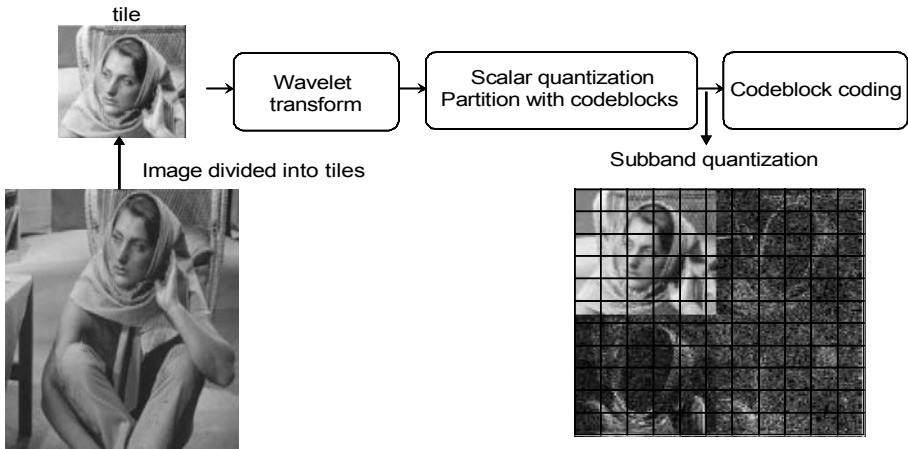 tile
Wavelet
transform
Scalar quantization
Partition with codeblocks
Codeblock coding
Image divided into tiles
Subband quantization